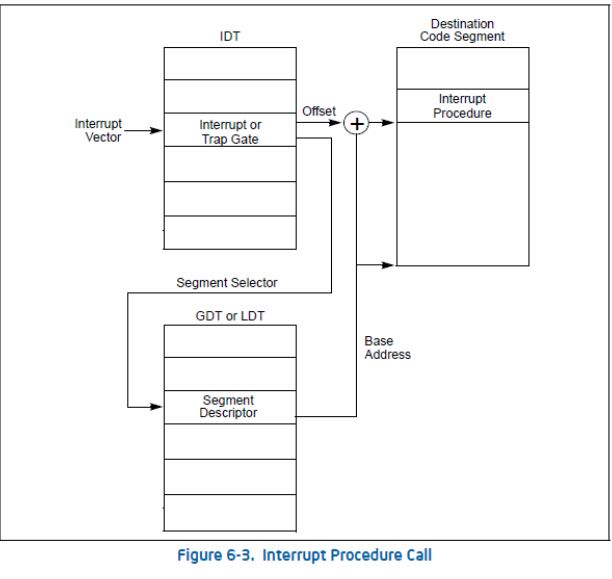 IDT
Destination
Code Segment
Interrupt
Vector
Interrupt or
Trap Gate
Offset
+
Interrupt
Procedure
Segment Selector
GDT or LDT
Base
Address
Segment
Descriptor
Figure 6-3. Interrupt Procedure Call